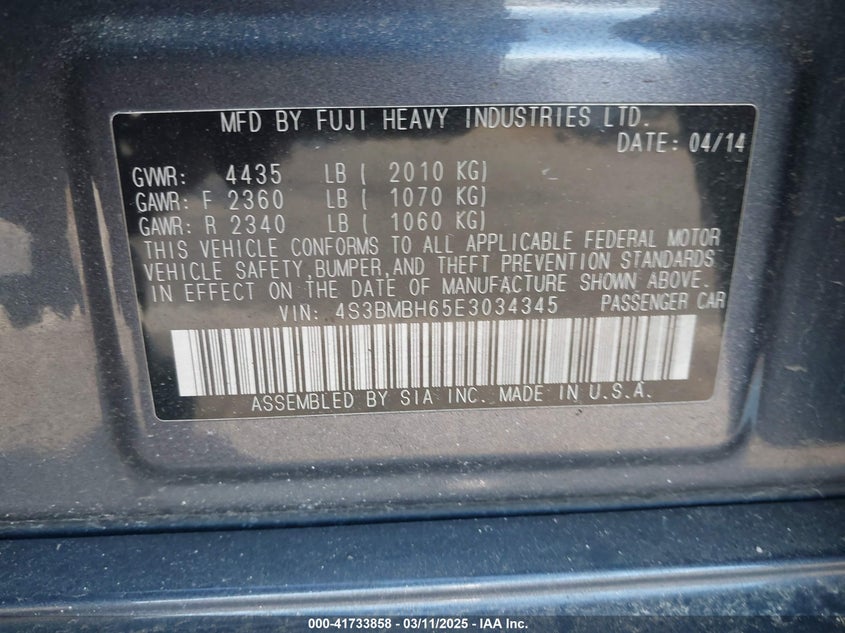 MFD BY FUJI HEAVY INDUSTRIES LTD.
DATE: 04/14
GVWR: 4435 LB ( 2010 KG)
GAWR: F 2360 LB ( 1070 KG)
GAWR: R 2340 LB ( 1060 KG)
THIS VEHICLE CONFORMS TO ALL APPLICABLE FEDERAL MOTOR
VEHICLE SAFETY, BUMPER, AND THEFT PREVENTION STANDARDS
IN EFFECT ON THE DATE OF MANUFACTURE SHOWN ABOVE.
VIN: 4S3BMBH65E3034345 PASSENGER CAR
ASSEMBLED BY SIA INC. MADE IN U.S.A.
000-41733858 - 03/11/2025 - IAA Inc.